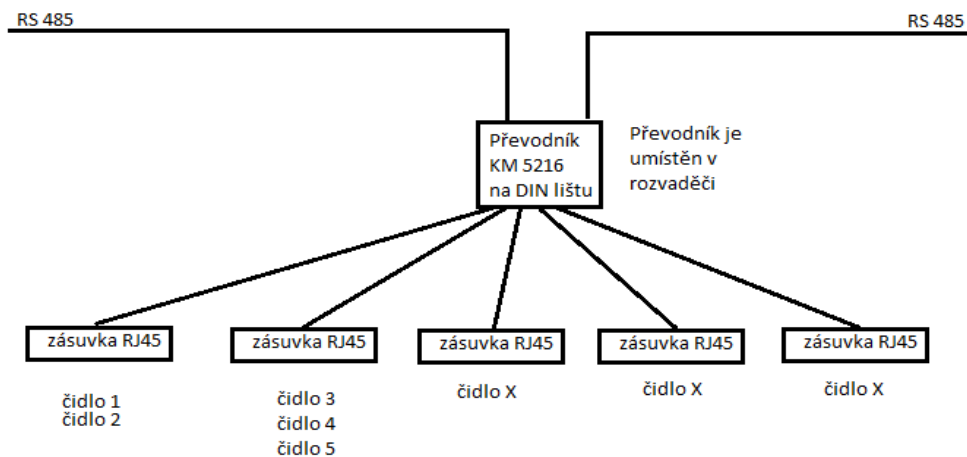 RS 485
RS 485
Převodník
KM 5216
na DIN lištu
Převodník je
umístěn v
rozvaděči
zásuvka RJ45
zásuvka RJ45
zásuvka RJ45
zásuvka RJ45
zásuvka RJ45
čidlo 1
čidlo 2
čidlo 3
čidlo 4
čidlo 5
čidlo X
čidlo X
čidlo X